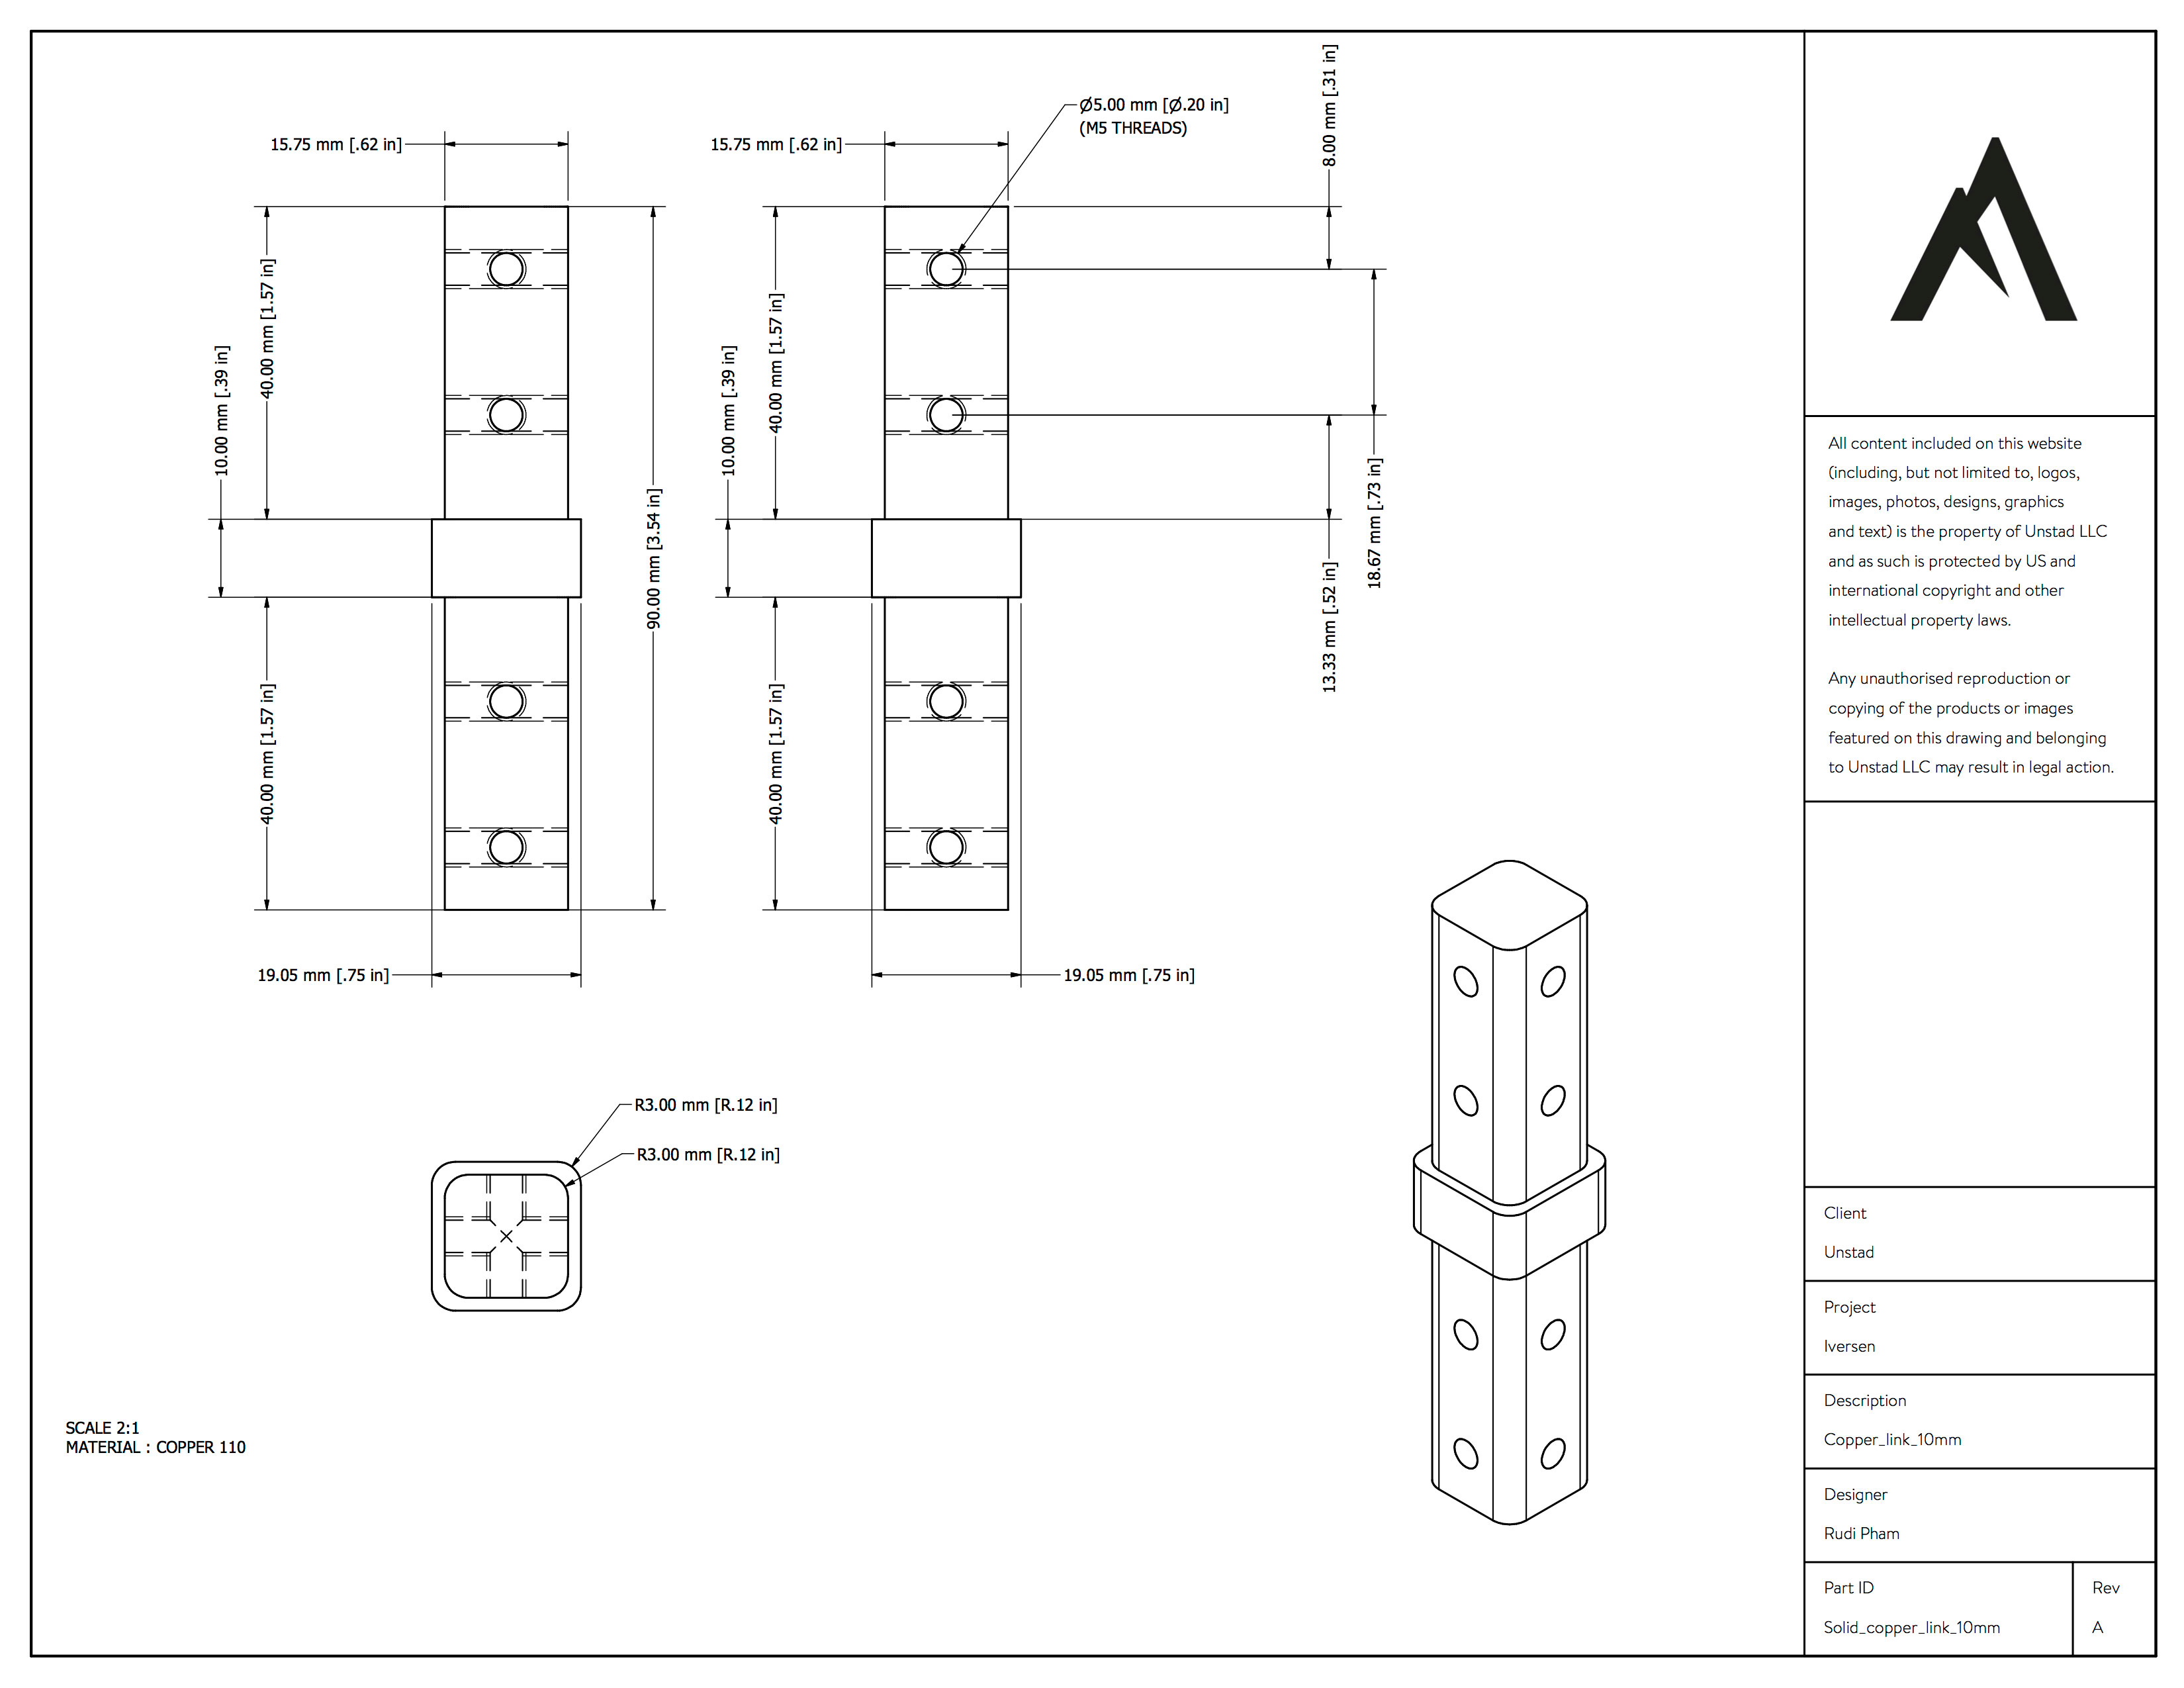 8.00 mm [.31 in]
Ø5.00 mm [Ø.20 in]
(M5 THREADS)
15.75 mm [.62 in]
15.75 mm [.62 in]
40.00 mm [1.57 in]
40.00 mm [1.57 in]
10.00 mm [.39 in]
10.00 mm [.39 in]
90.00 mm [3.54 in]
18.67 mm [.73 in]
13.33 mm [.52 in]
40.00 mm [1.57 in]
40.00 mm [1.57 in]
19.05 mm [.75 in]
19.05 mm [.75 in]
R3.00 mm [R.12 in]
R3.00 mm [R.12 in]
SCALE 2:1
MATERIAL : COPPER 110
All content included on this website
(including, but not limited to, logos,
images, photos, designs, graphics
and text) is the property of Unstad LLC
and as such is protected by US and
international copyright and other
intellectual property laws.
Any unauthorised reproduction or
copying of the products or images
featured on this drawing and belonging
to Unstad LLC may result in legal action.
Client
Unstad
Project
Iversen
Description
Copper_link_10mm
Designer
Rudi Pham
Part ID
Solid_copper_link_10mm
Rev
A